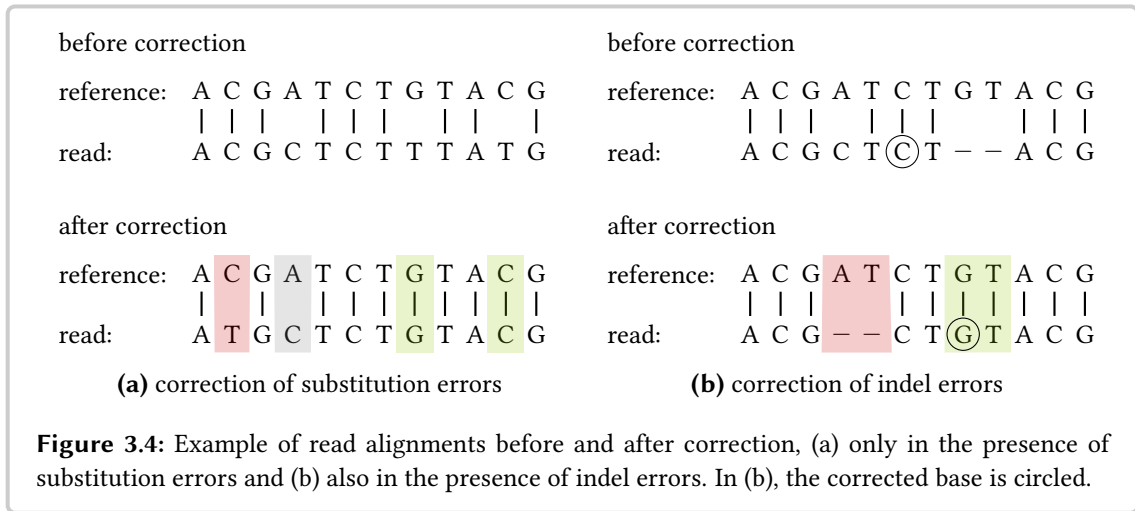 before correction
reference: A C G A T C T G T A C G
read: A C G C T C T T T A T G
after correction
reference: A C G A T C T G T A C G
read: A T G C T C T G T A C G
(a) correction of substitution errors
before correction
reference: A C G A T C T G T A C G
read: A C G C T C T – – A C G
after correction
reference: A C G A T C T G T A C G
read: A C G – – C T G T A C G
(b) correction of indel errors
Figure 3.4: Example of read alignments before and after correction, (a) only in the presence of
substitution errors and (b) also in the presence of indel errors. In (b), the corrected base is circled.